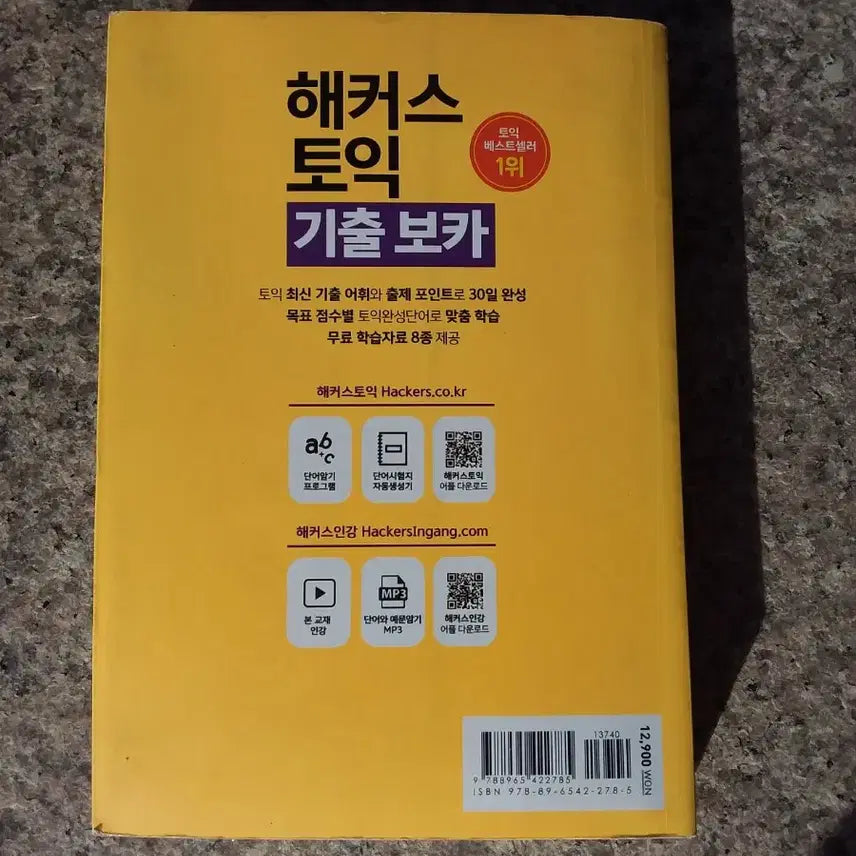 해커스
토익
기출 보카
토익
베스트셀러
1위
토익 최신 기출 어휘와 출제 포인트로 30일 완성
목표 점수별 토익완성단어로 맞춤 학습
무료 학습자료 8종 제공
해커스토익 Hackers.co.kr
단어암기
프로그램
단어시험지
자동생성기
해커스토익
어플 다운로드
해커스인강 HackersIngang.com
본 교재
인강
MP3
단어와 예문암기
MP3
해커스인강
어플 다운로드
13740
9 788965 422785
ISBN 978-89-6542-278-5
12,900 WON